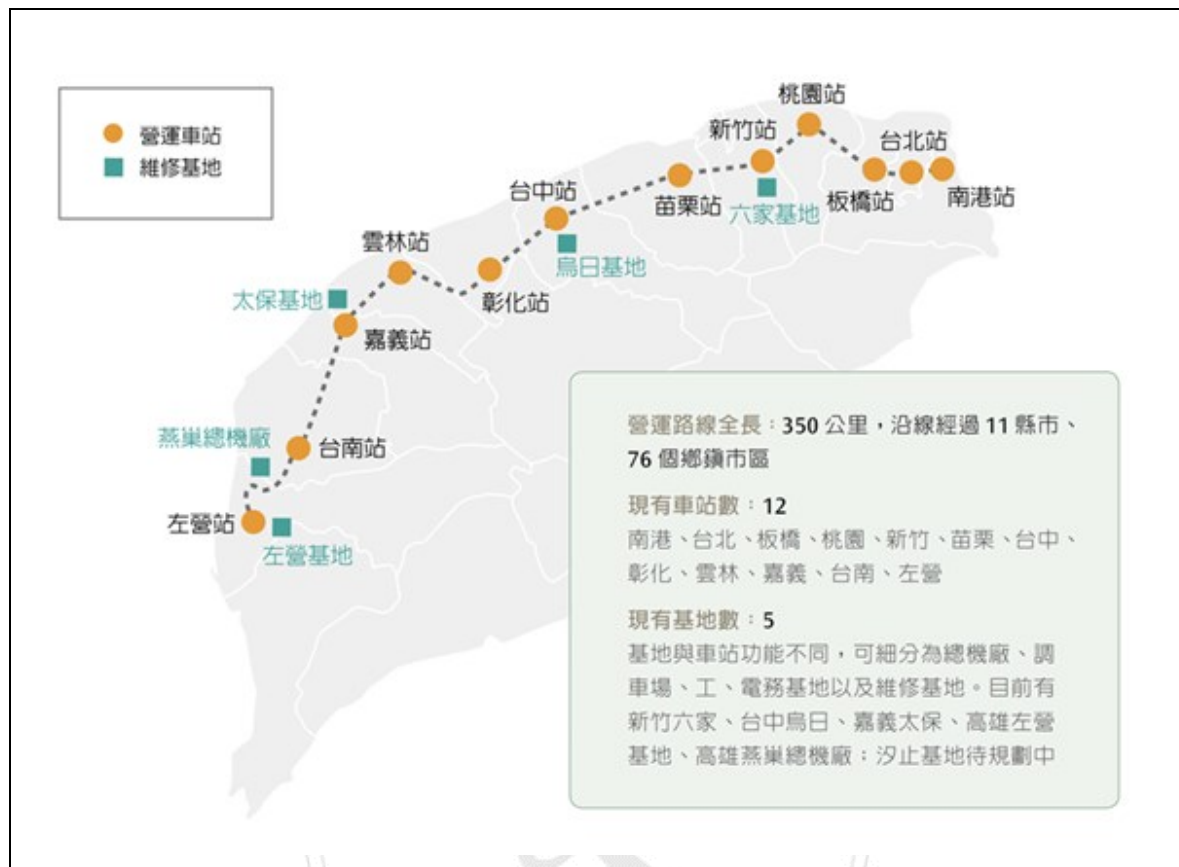 營運車站
維修基地
桃園站
新竹站
台北站
台中站
苗栗站
板橋站
南港站
六家基地
雲林站
烏日基地
太保基地
彰化站
嘉義站
燕巢總機廠
台南站
左營站
左營基地
營運路線全長：350 公里，沿線經過 11 縣市、
76 個鄉鎮市區
現有車站數：12
南港、台北、板橋、桃園、新竹、苗栗、台中、
彰化、雲林、嘉義、台南、左營
現有基地數：5
基地與車站功能不同，可細分為總機廠、調
車場、工、電務基地以及維修基地。目前有
新竹六家、台中烏日、嘉義太保、高雄左營
基地、高雄燕巢總機廠：汐止基地待規劃中